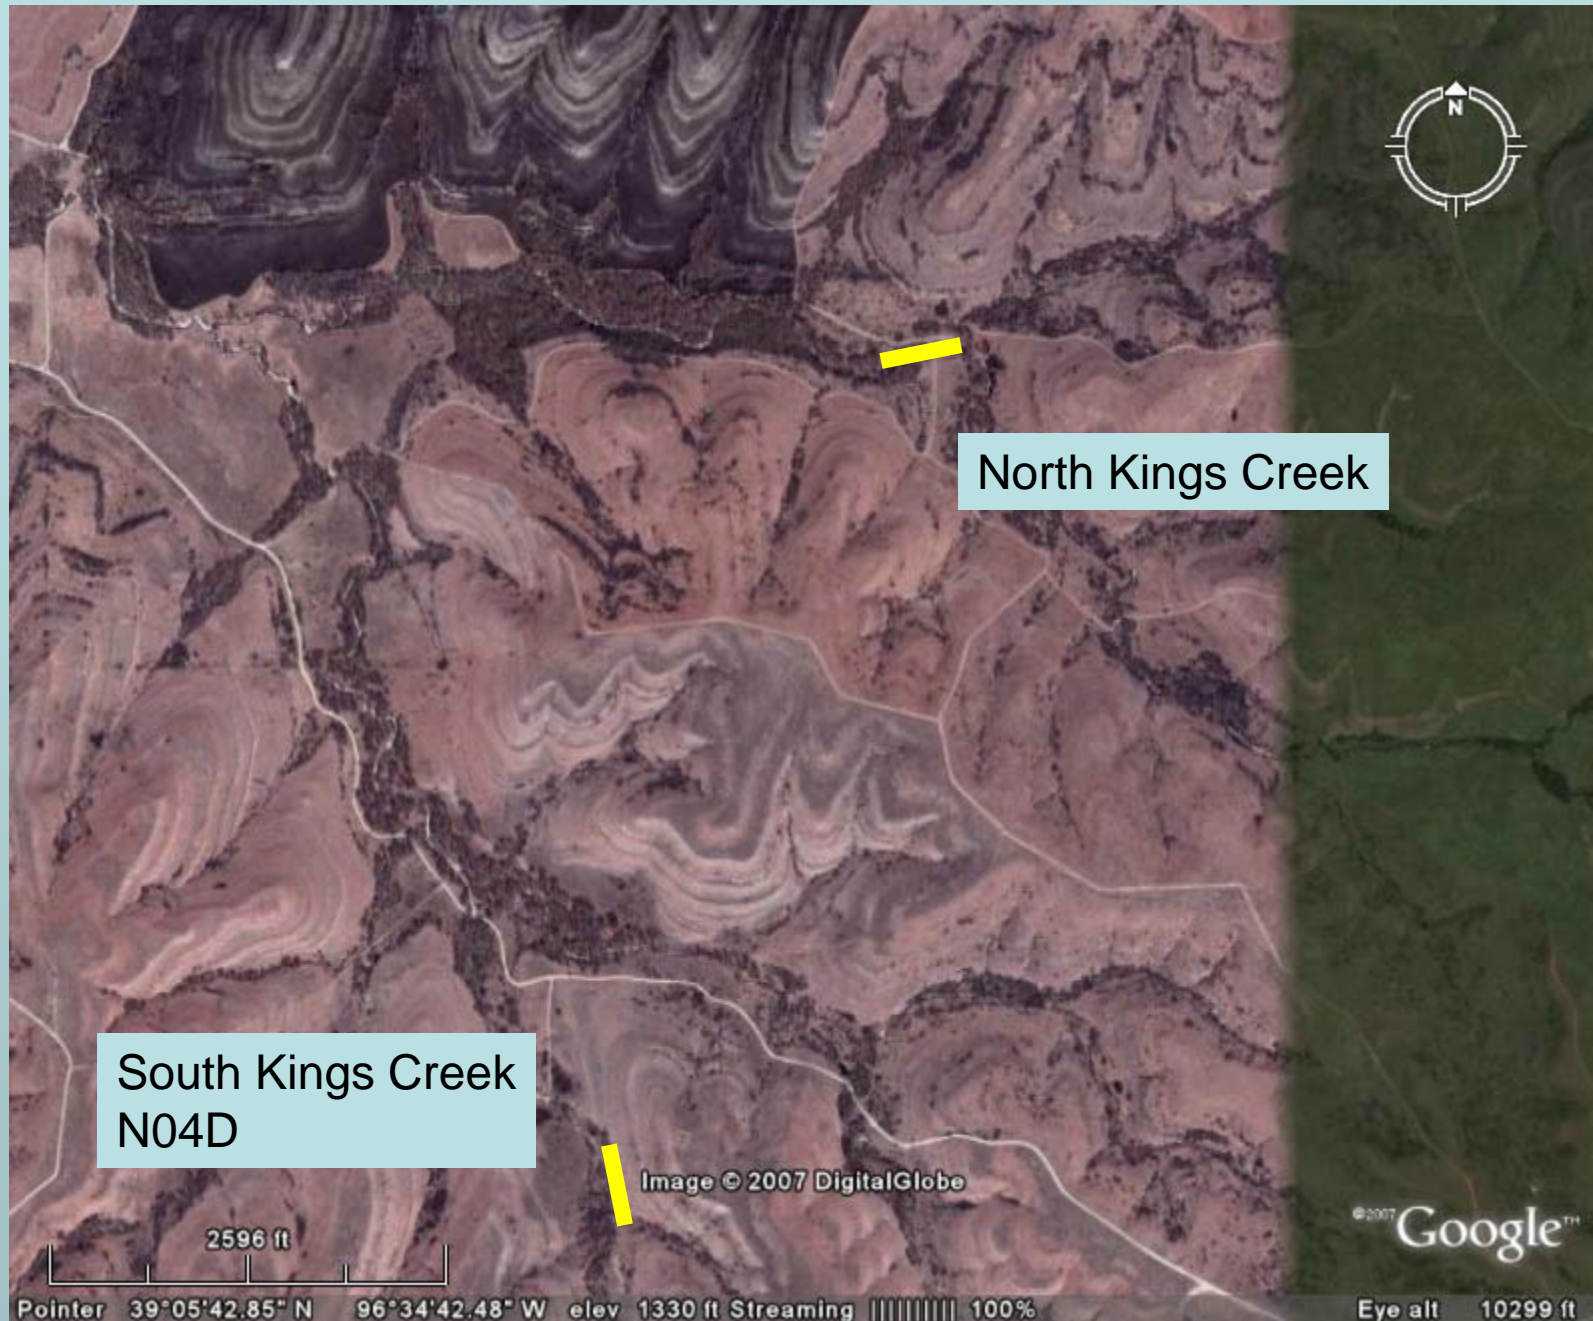 N
North Kings Creek
South Kings Creek
N04D
Image © 2007 DigitalGlobe
2596 ft
©2007 Google™
Pointer 39°05'42.85" N 96°34'42.48" W elev 1330 ft Streaming |||||||||| 100% Eye alt 10299 ft